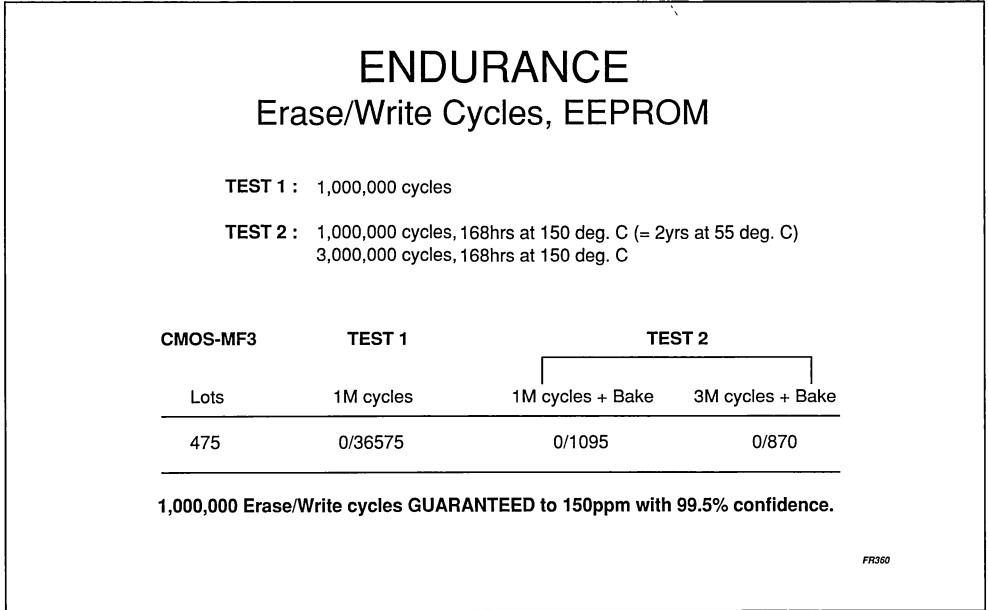 ENDURANCE
Erase/Write Cycles, EEPROM
TEST 1 : 1,000,000 cycles
TEST 2 : 1,000,000 cycles, 168hrs at 150 deg. C (= 2yrs at 55 deg. C)
3,000,000 cycles, 168hrs at 150 deg. C
CMOS-MF3 TEST 1 TEST 2
Lots 1M cycles 1M cycles + Bake 3M cycles + Bake
475 0/36575 0/1095 0/870
1,000,000 Erase/Write cycles GUARANTEED to 150ppm with 99.5% confidence.
FR360